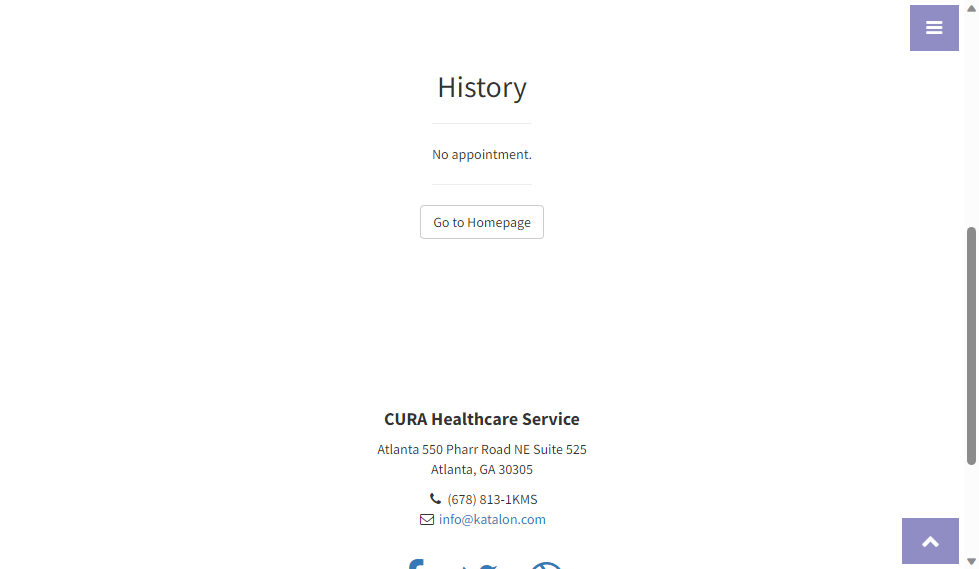 History
No appointment.
Go to Homepage
CURA Healthcare Service
Atlanta 550 Pharr Road NE Suite 525
Atlanta, GA 30305
(678) 813-1KMS
info@katalon.com